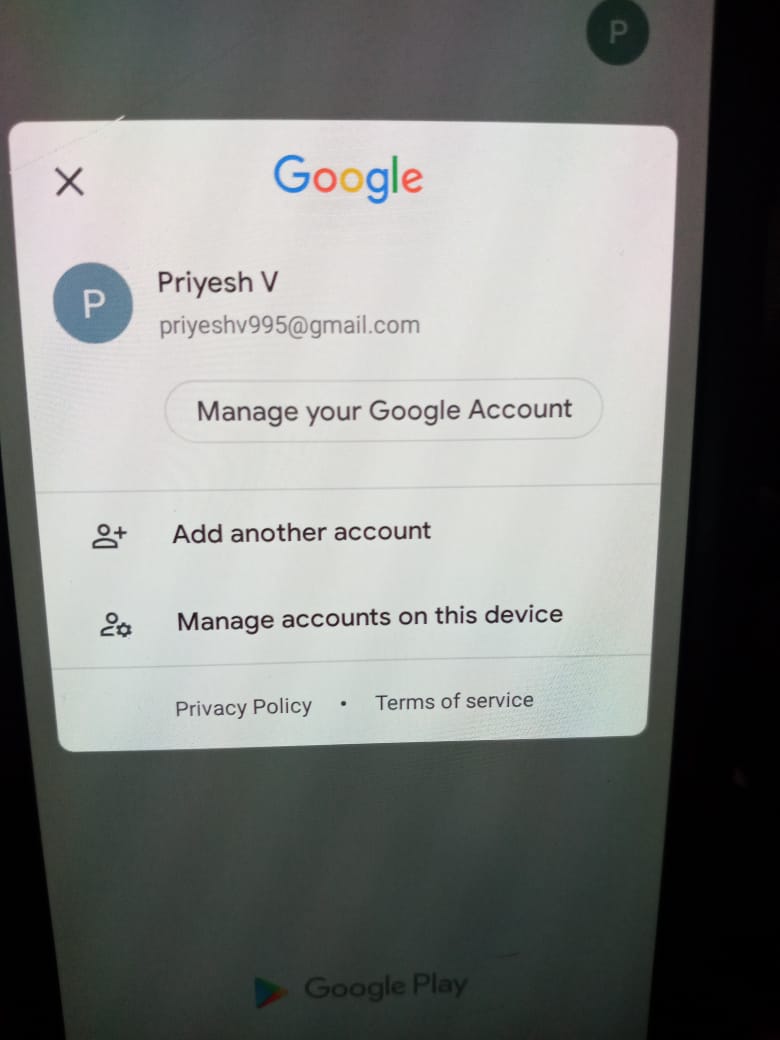 P
Google
P
Priyesh V
priyeshv995@gmail.com
Manage your Google Account
Add another account
Manage accounts on this device
Privacy Policy • Terms of service
Google Play